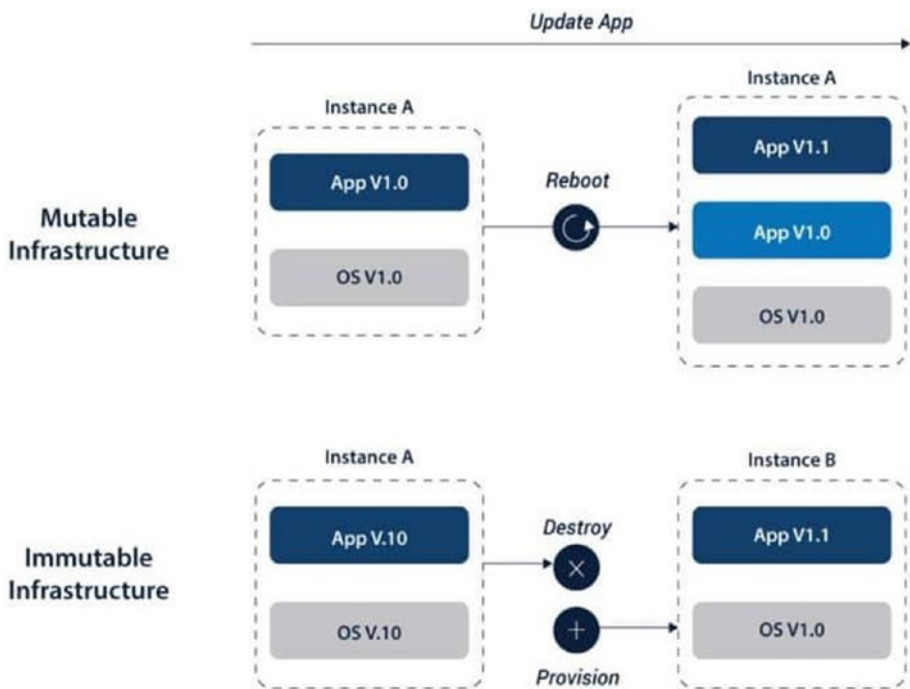 Update App
Instance A
Instance A
App V1.0
App V1.1
Reboot
Mutable
Infrastructure
App V1.0
OS V1.0
OS V1.0
Instance A
Instance B
App V.10
Destroy
App V1.1
Immutable
Infrastructure
OS V.10
OS V1.0
Provision